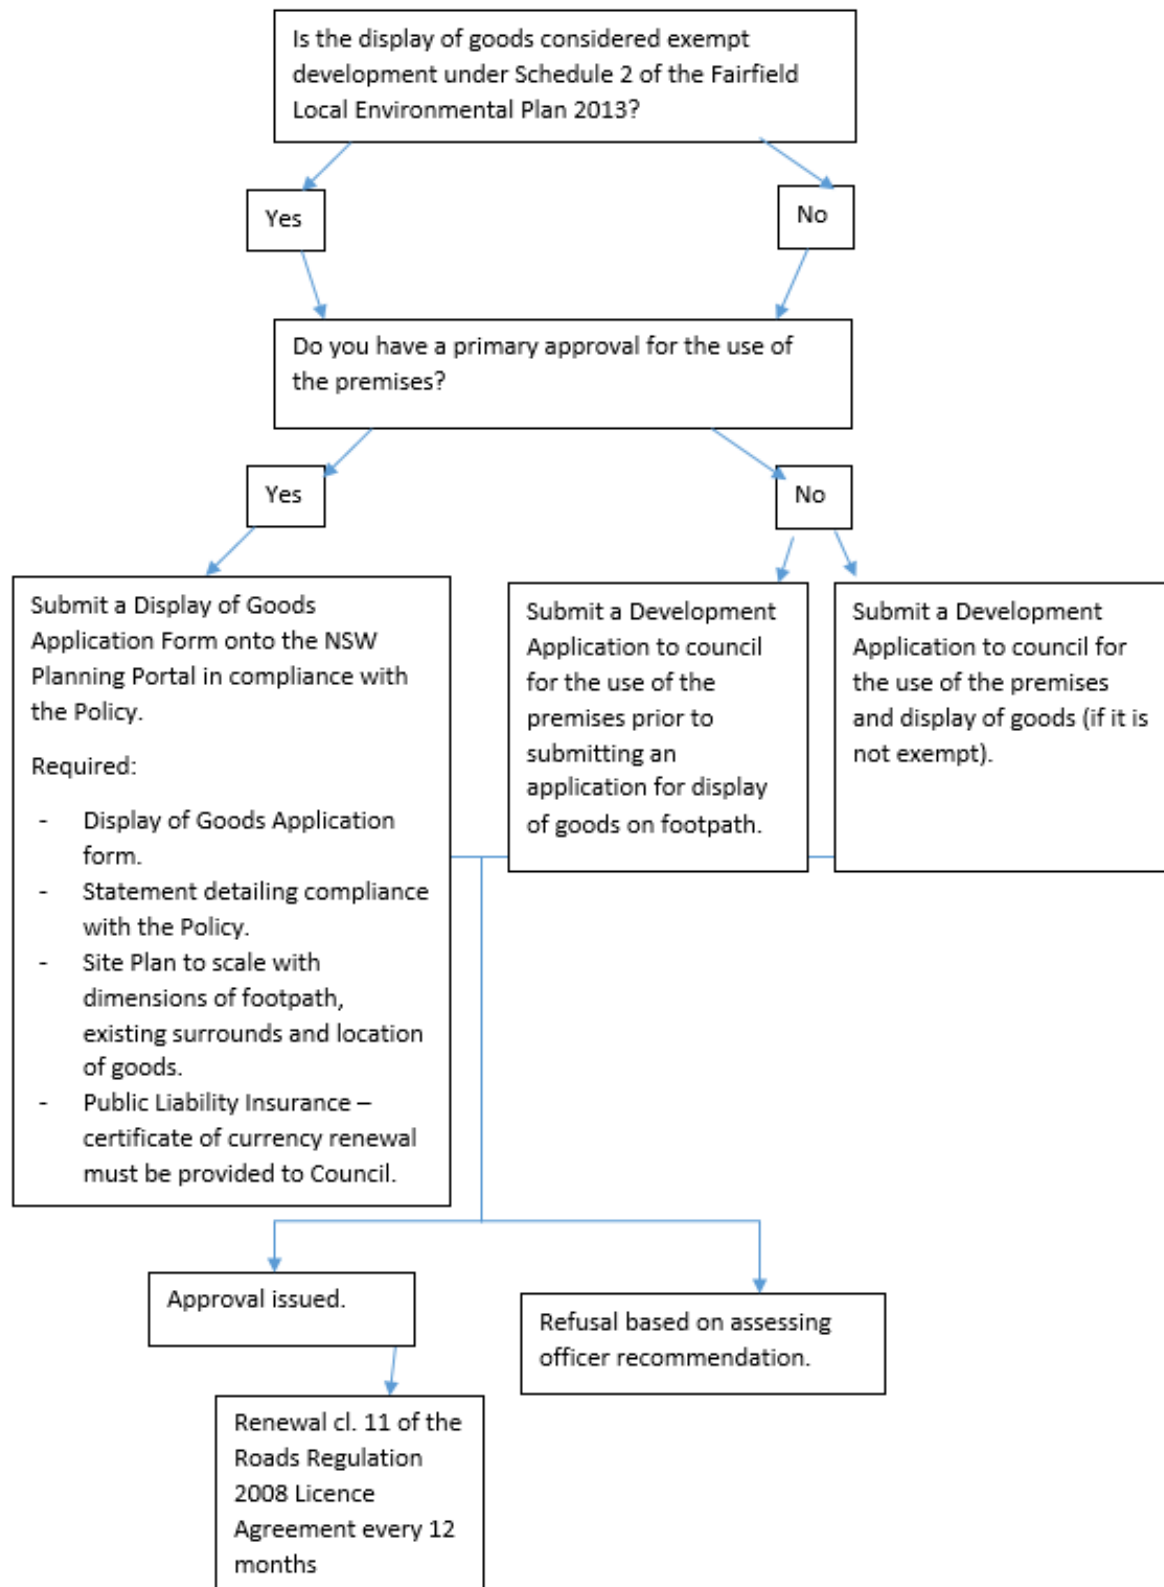 Is the display of goods considered exempt
development under Schedule 2 of the Fairfield
Local Environmental Plan 2013?
Yes
No
Do you have a primary approval for the use of
the premises?
Yes
No
Submit a Display of Goods
Application Form onto the NSW
Planning Portal in compliance with
the Policy.
Required:
- Display of Goods Application
form.
- Statement detailing compliance
with the Policy.
- Site Plan to scale with
dimensions of footpath,
existing surrounds and location
of goods.
- Public Liability Insurance –
certificate of currency renewal
must be provided to Council.
Submit a Development
Application to council
for the use of the
premises prior to
submitting an
application for display
of goods on footpath.
Submit a Development
Application to council for
the use of the premises
and display of goods (if it is
not exempt).
Approval issued.
Refusal based on assessing
officer recommendation.
Renewal cl. 11 of the
Roads Regulation
2008 Licence
Agreement every 12
months